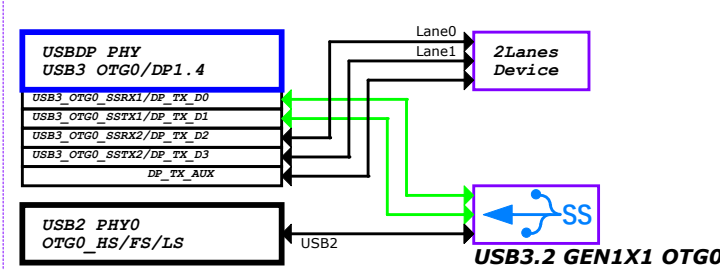 USBDP PHY
USB3 OTG0/DP1.4
USB3_OTG0_SSRX1/DP_TX_D0
USB3_OTG0_SSTX1/DP_TX_D1
USB3_OTG0_SSRX2/DP_TX_D2
USB3_OTG0_SSTX2/DP_TX_D3
DP_TX_AUX
Lane0
Lane1
2Lanes
Device
USB2 PHY0
OTG0_HS/FS/LS
USB2
SS
USB3.2 GEN1X1 OTG0